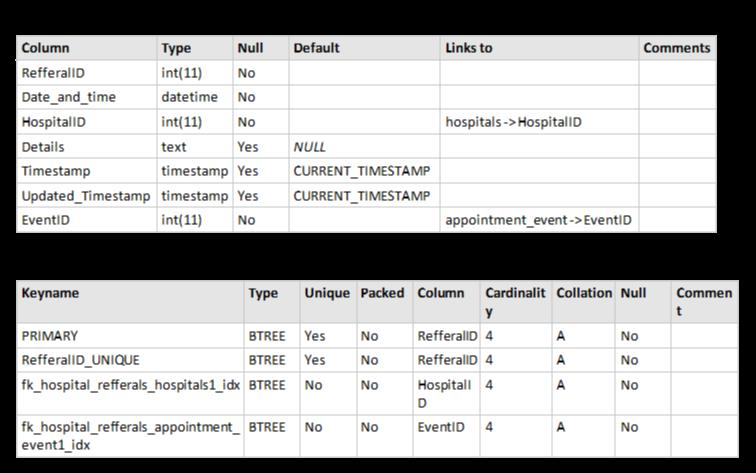 Column Type Null Default Links to Comments
RefferalID int(11) No
Date_and_time datetime No
HospitalID int(11) No hospitals->HospitalID
Details text Yes NULL
Timestamp timestamp Yes CURRENT_TIMESTAMP
Updated_Timestamp timestamp Yes CURRENT_TIMESTAMP
EventID int(11) No appointment_event->EventID
Keyname Type Unique Packed Column Cardinalit Collation Null Commen
y t
PRIMARY BTREE Yes No RefferalID 4 A No
RefferalID_UNIQUE BTREE Yes No RefferalID 4 A No
fk_hospital_refferals_hospitals1_idx BTREE No No HospitalI 4 A No
D
fk_hospital_refferals_appointment_ BTREE No No EventID 4 A No
event1_idx